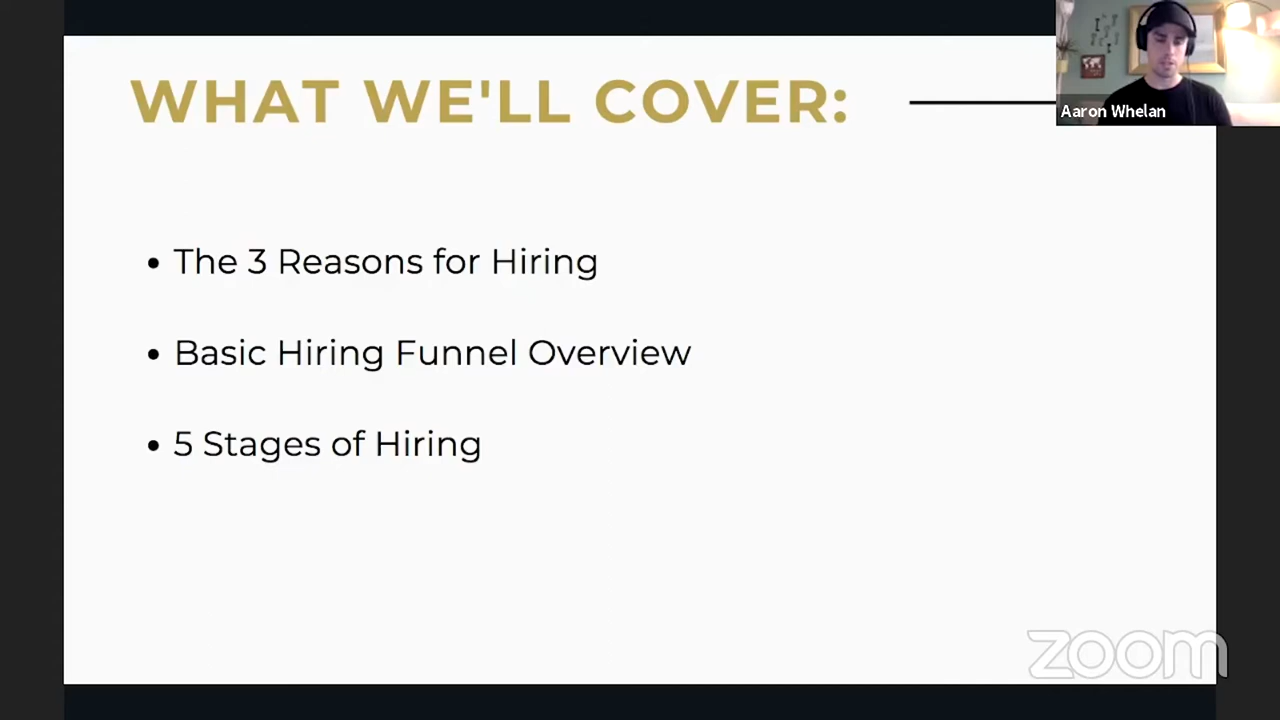 WHAT WE'LL COVER:
Aaron Whelan
• The 3 Reasons for Hiring
• Basic Hiring Funnel Overview
• 5 Stages of Hiring
zoom